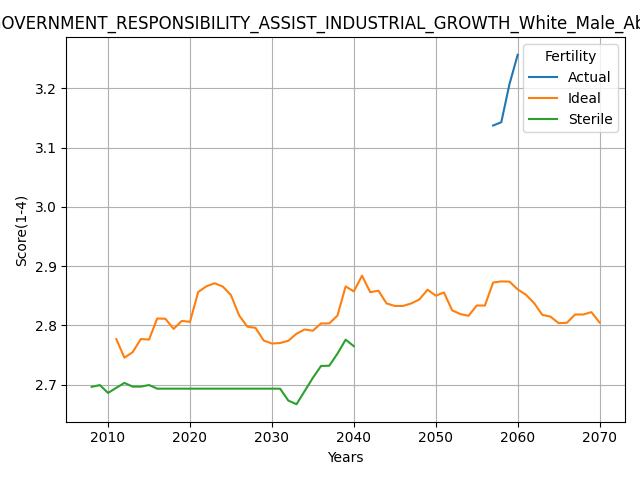 GOVERNMENT_RESPONSIBILITY_ASSIST_INDUSTRIAL_GROWTH_White_Male_Ab
Fertility
Actual
Ideal
Sterile
3.2
3.1
3.0
2.9
2.8
2.7
Score(1-4)
2010 2020 2030 2040 2050 2060 2070
Years